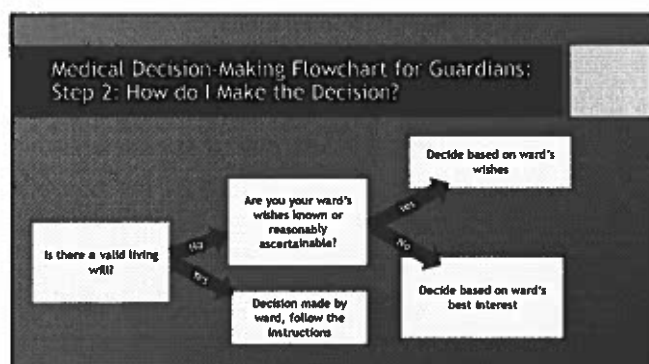 Medical Decision-Making Flowchart for Guardians:
Step 2: How do I Make the Decision?
Is there a valid living
will?
No
Yes
Are you your ward's
wishes known or
reasonably
ascertainable?
Decision made by
ward, follow the
instructions
Yes
No
Decide based on ward's
wishes
Decide based on ward's
best interest